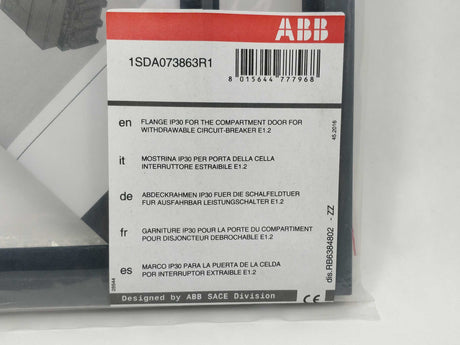 ABB
1SDA073863R1
8 015644 777968
en FLANGE IP30 FOR THE COMPARTMENT DOOR FOR
WITHDRAWABLE CIRCUIT-BREAKER E1.2
it MOSTRINA IP30 PER PORTA DELLA CELLA
INTERRUTTORE ESTRAIBILE E1.2
de ABDECKRAHMEN IP30 FUER DIE SCHALFELDTUER
FUR AUSFAHRBAR LEISTUNGSCHALTER E1.2
fr GARNITURE IP30 POUR LA PORTE DU COMPARTIMENT
POUR DISJONCTEUR DEBROCHABLE E1.2
es MARCO IP30 PARA LA PUERTA DE LA CELDA
POR INTERRUPTOR EXTRAIBLE E1.2
Designed by ABB SACE Division
CE
45 2016
dis.RB6384802 - ZZ